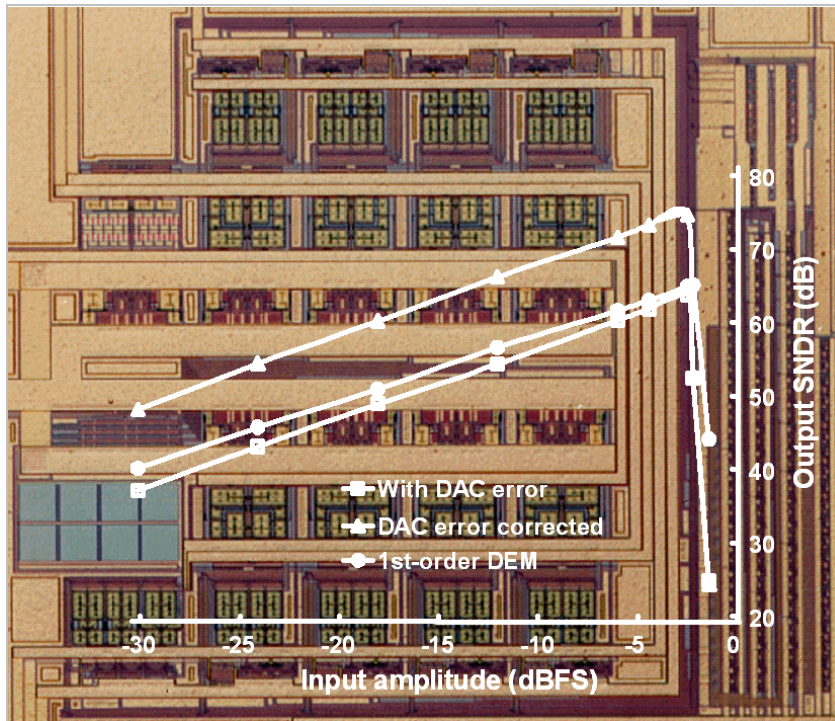 80
70
60
50
40
30
20
Output SNDR (dB)
With DAC error
DAC error corrected
1st-order DEM
-30 -25 -20 -15 -10 -5 0
Input amplitude (dBFS)